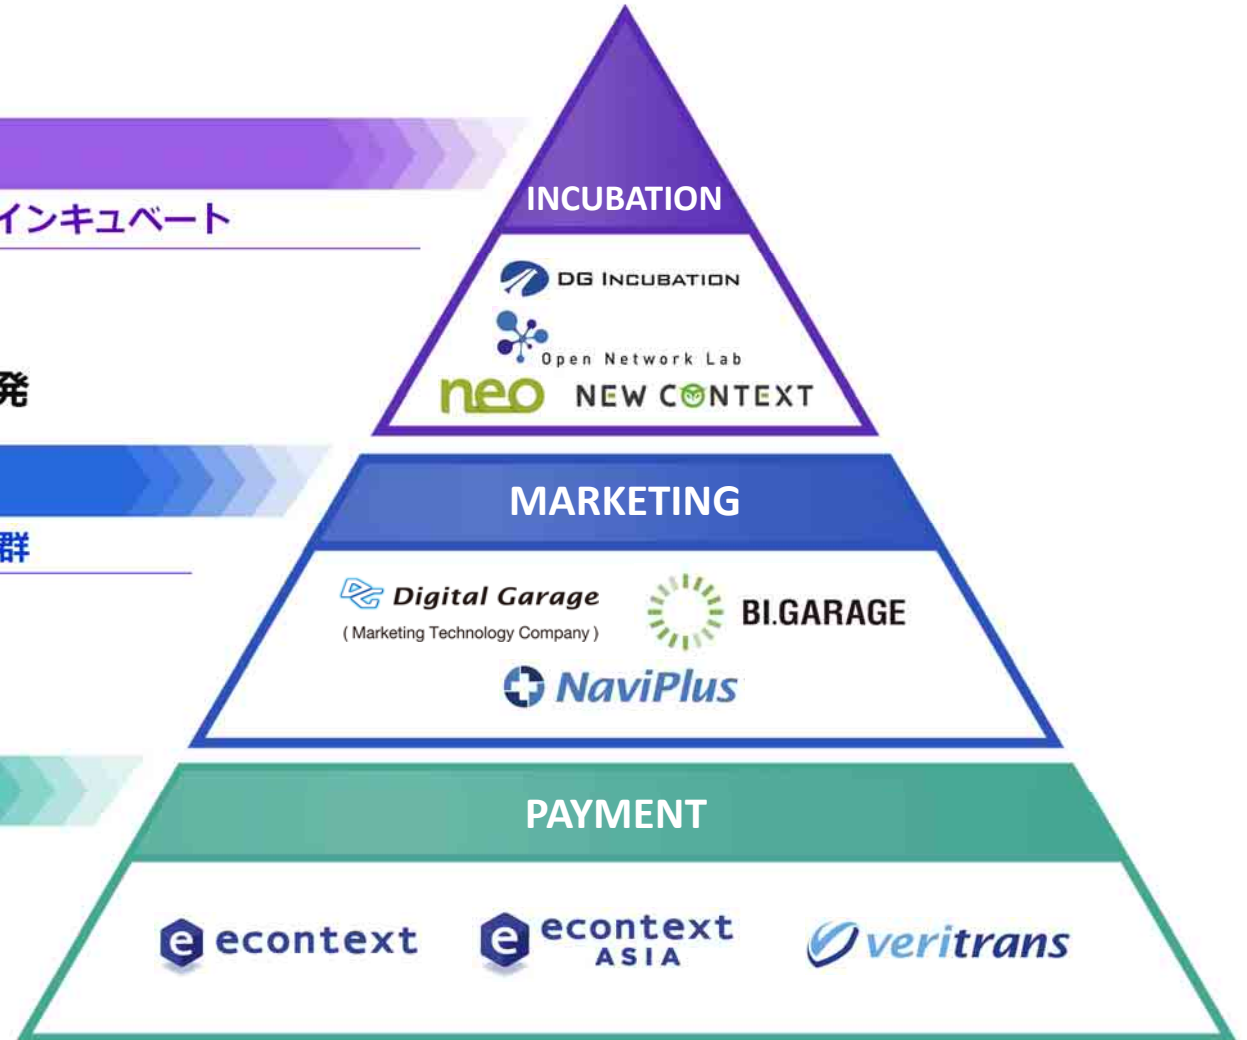 INCUBATION
インキュベート
DG INCUBATION
Open Network Lab
発
neo NEW CONTEXT
MARKETING
群
Digital Garage
( Marketing Technology Company )
BI.GARAGE
NaviPlus
PAYMENT
e econtext
e econtext ASIA
veritrans